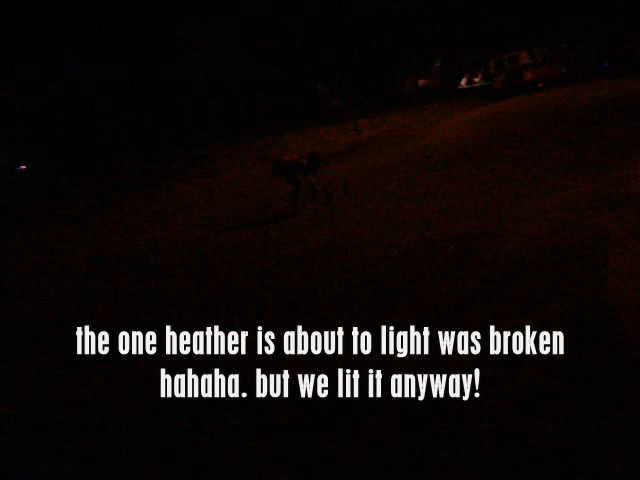 the one heather is about to light was broken
hahaha. but we lit it anyway!